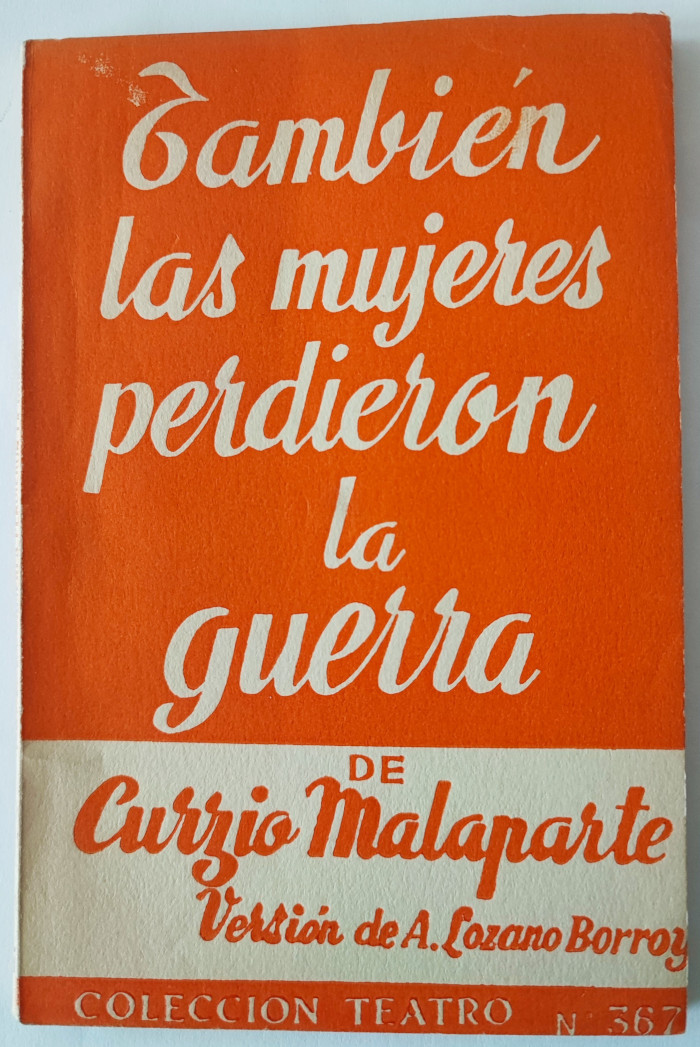 También
las mujeres
perdieron
la
guerra
DE
Curzio Malaparte
Versión de A. Lozano Borroy
COLECCION TEATRO N° 367